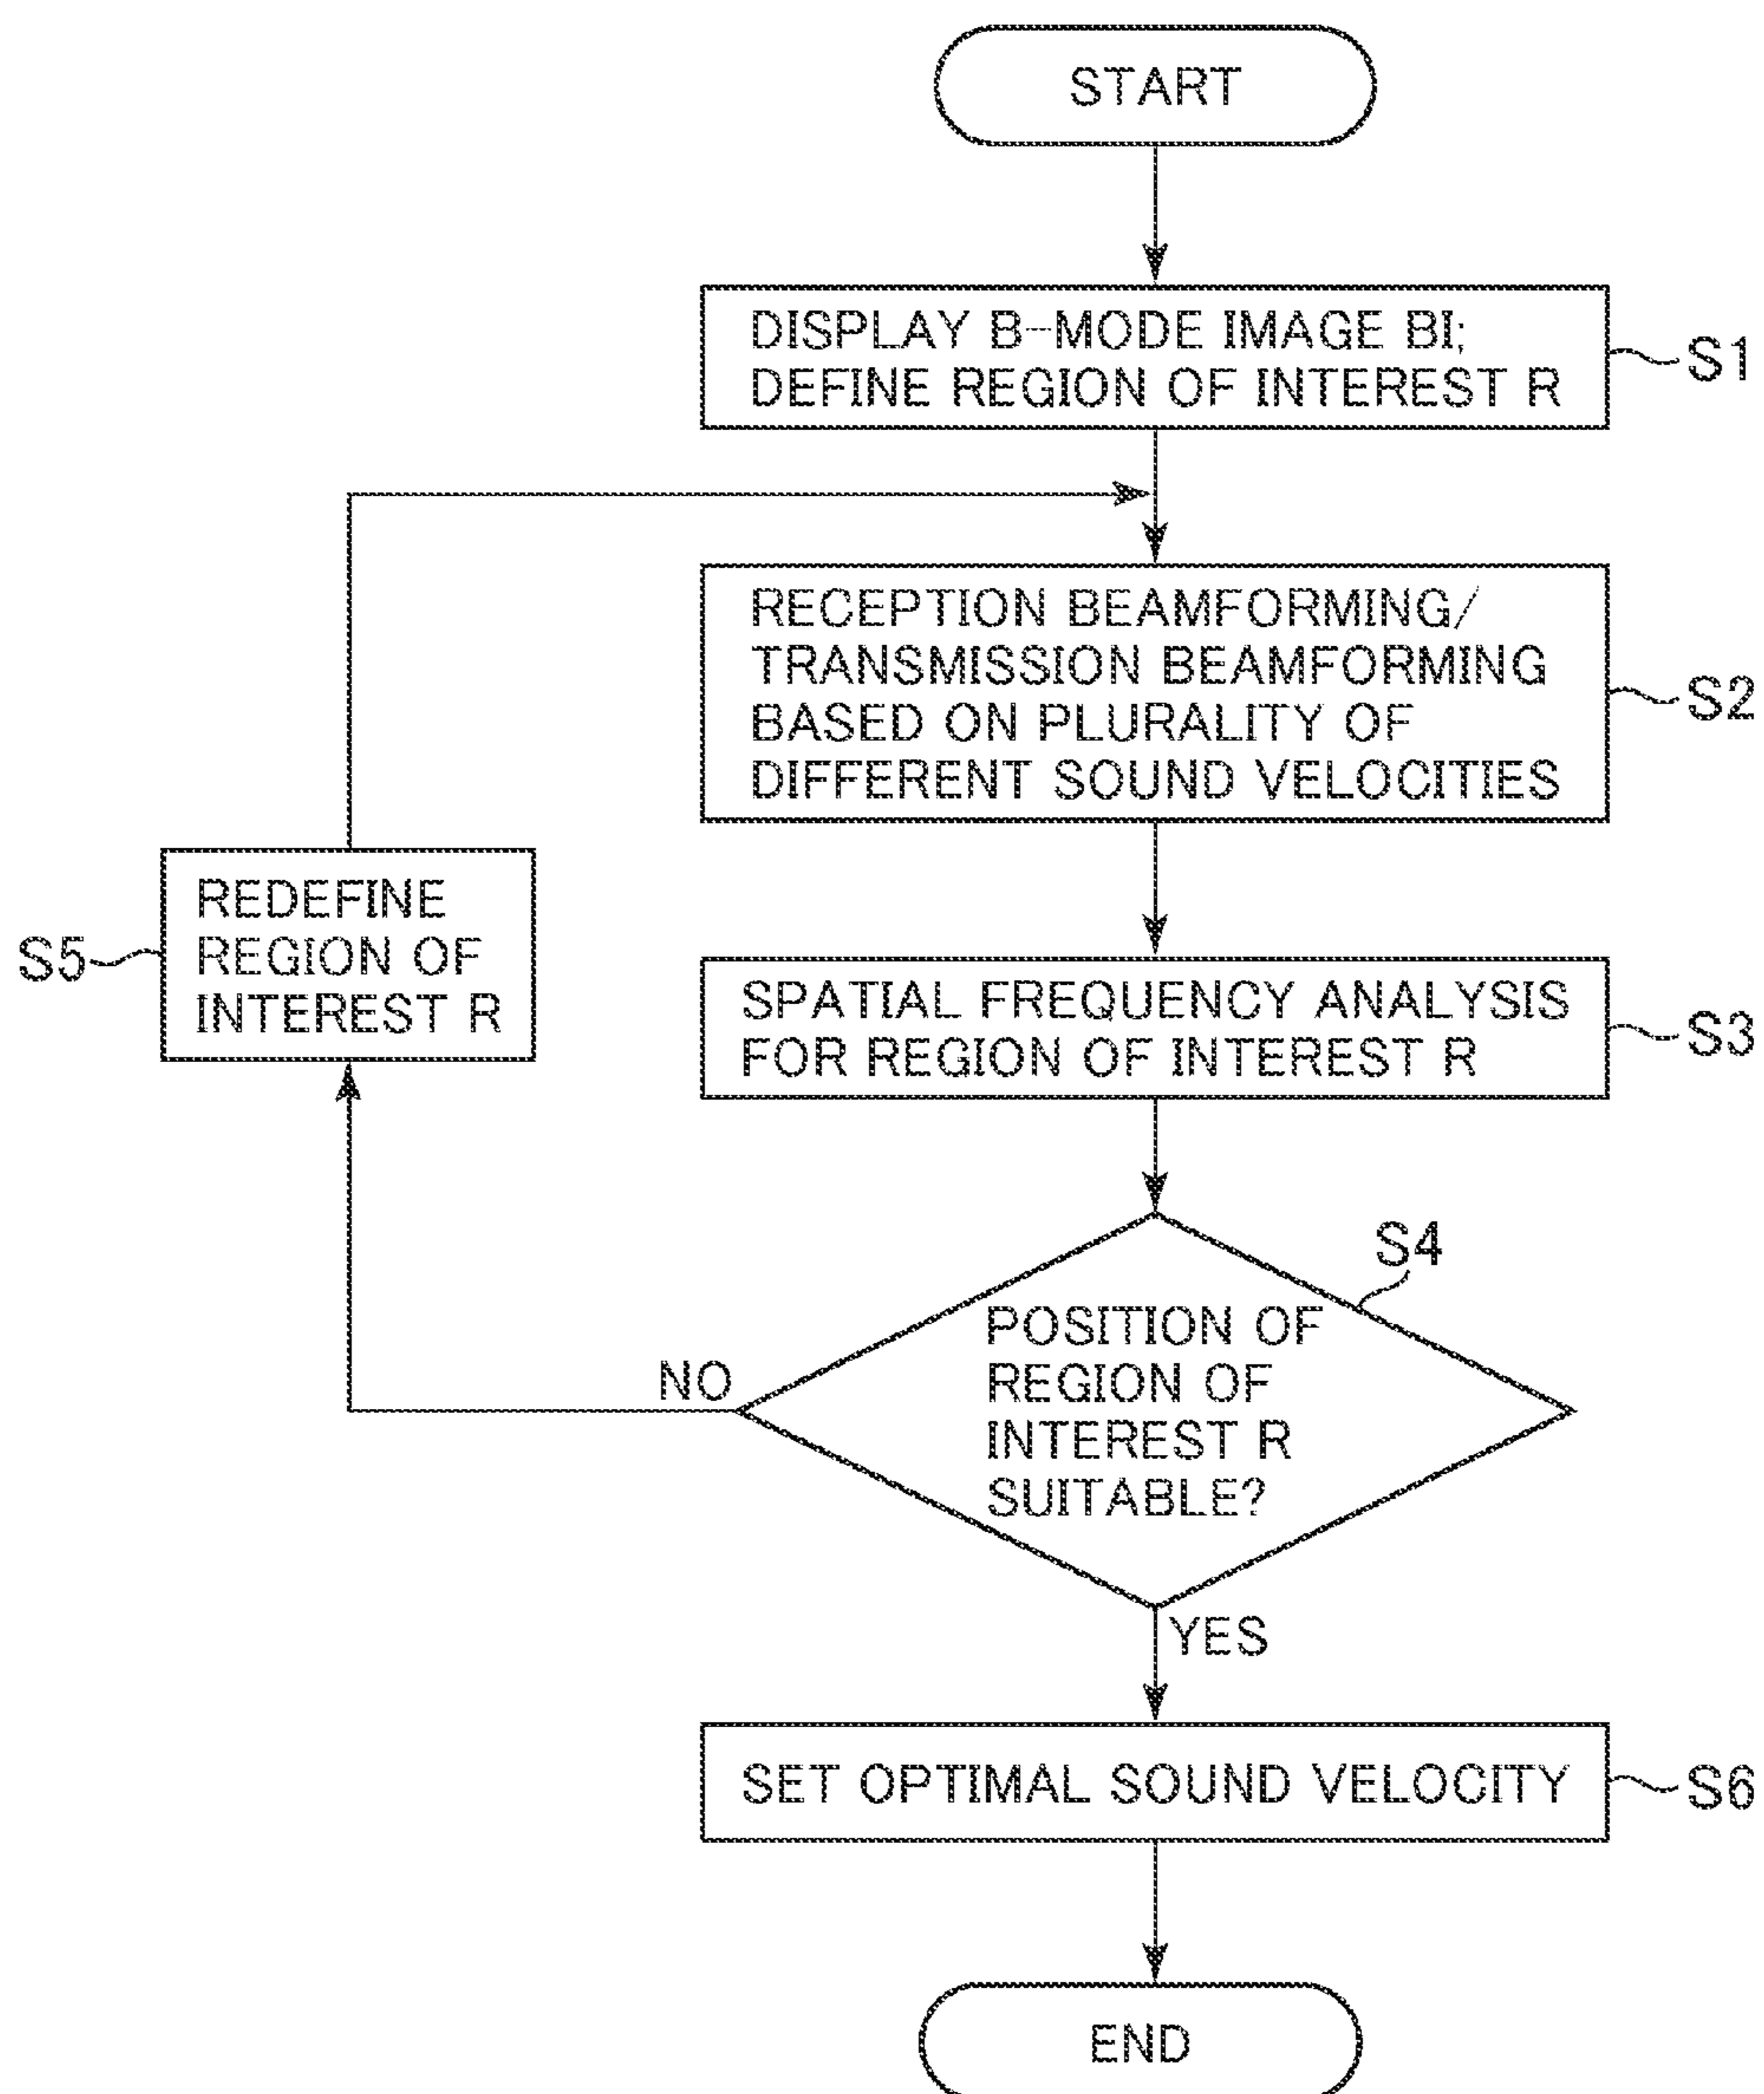 START
DISPLAY B-MODE IMAGE BI;
DEFINE REGION OF INTEREST R
S1
RECEPTION BEAMFORMING/
TRANSMISSION BEAMFORMING
BASED ON PLURALITY OF
DIFFERENT SOUND VELOCITIES
S2
REDEFINE
REGION OF
INTEREST R
S5
SPATIAL FREQUENCY ANALYSIS
FOR REGION OF INTEREST R
S3
S4
POSITION OF
REGION OF
INTEREST R
SUITABLE?
NO
YES
SET OPTIMAL SOUND VELOCITY
S6
END